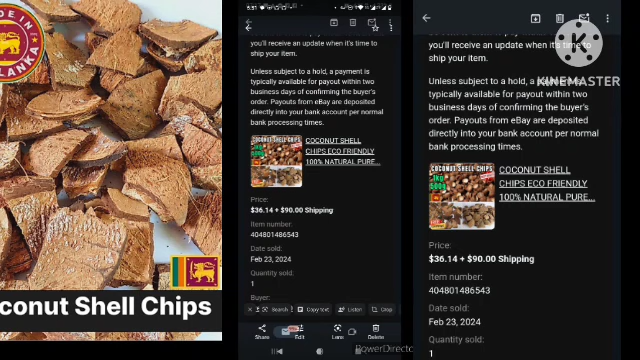 MADE IN
LANKA
conut Shell Chips
you'll receive an update when it's time to
ship your item.
Unless subject to a hold, a payment is
typically available for payout within two
business days of confirming the buyer's
order. Payouts from eBay are deposited
directly into your bank account per normal
bank processing times.
COCONUT SHELL CHIPS
1kg
500g
COCONUT SHELL
CHIPS ECO FRIENDLY
100% NATURAL PURE...
Price:
$36.14 + $90.00 Shipping
Item number:
404801486543
Date sold:
Feb 23, 2024
Quantity sold:
1
Buyer:
Search
Copy text
Listen
Crop
Share
Edit
Lens
Delete
PowerDirecto
KINEMASTER
you'll receive an update when it's time to
ship your item.
Unless subject to a hold, a payment is
typically available for payout within two
business days of confirming the buyer's
order. Payouts from eBay are deposited
directly into your bank account per normal
bank processing times.
COCONUT SHELL CHIPS
1kg
500g
COCONUT SHELL
CHIPS ECO FRIENDLY
100% NATURAL PURE...
Price:
$36.14 + $90.00 Shipping
Item number:
404801486543
Date sold:
Feb 23, 2024
Quantity sold:
1